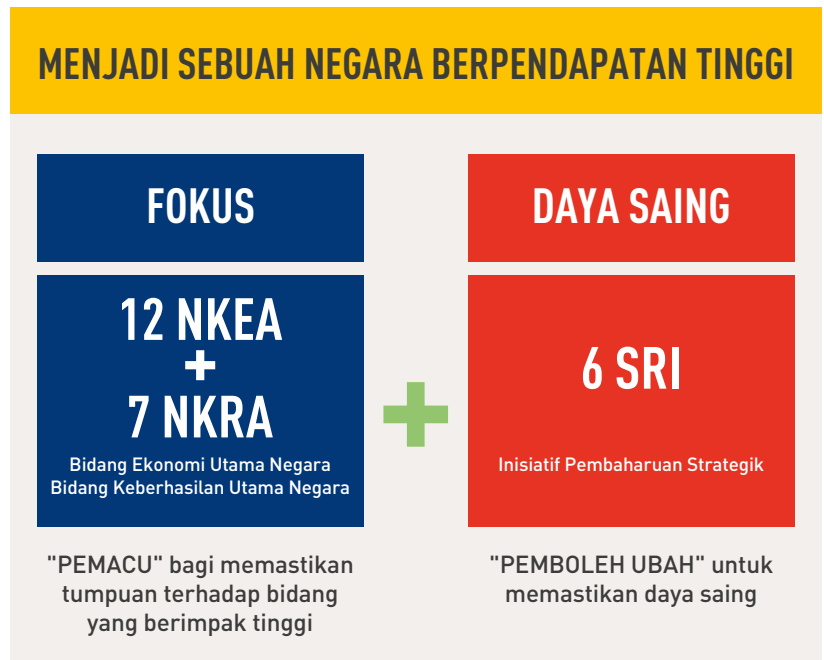 MENJADI SEBUAH NEGARA BERPENDAPATAN TINGGI
FOKUS
12 NKEA
+
7 NKRA
Bidang Ekonomi Utama Negara
Bidang Keberhasilan Utama Negara
"PEMACU" bagi memastikan
tumpuan terhadap bidang
yang berimpak tinggi
+
DAYA SAING
6 SRI
Inisiatif Pembaharuan Strategik
"PEMBOLEH UBAH" untuk
memastikan daya saing